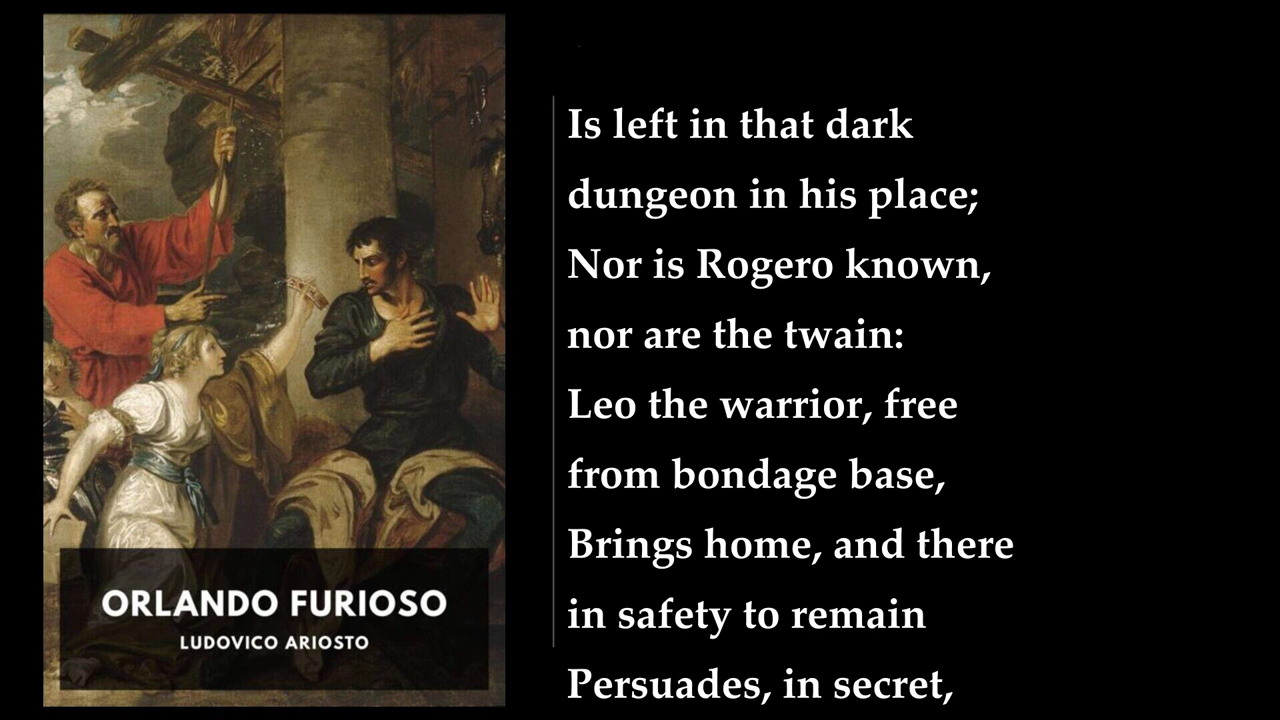 ORLANDO FURIOSO
LUDOVICO ARIOSTO
Is left in that dark
dungeon in his place;
Nor is Rogero known,
nor are the twain:
Leo the warrior, free
from bondage base,
Brings home, and there
in safety to remain
Persuades, in secret,